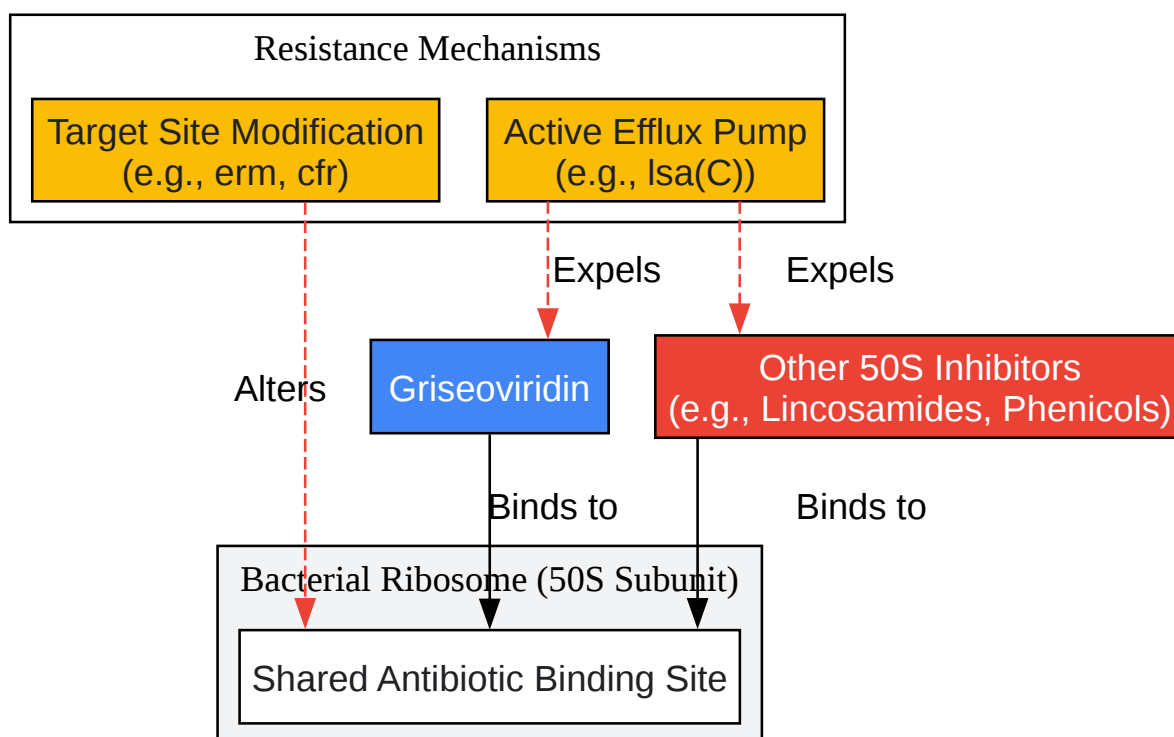 Resistance Mechanisms
Target Site Modification
(e.g., erm, cfr)
Active Efflux Pump
(e.g., lsa(C))
Expels
Expels
Alters
Griseoviridin
Other 50S Inhibitors
(e.g., Lincosamides, Phenicols)
Binds to
Binds to
Bacterial Ribosome (50S Subunit)
Shared Antibiotic Binding Site